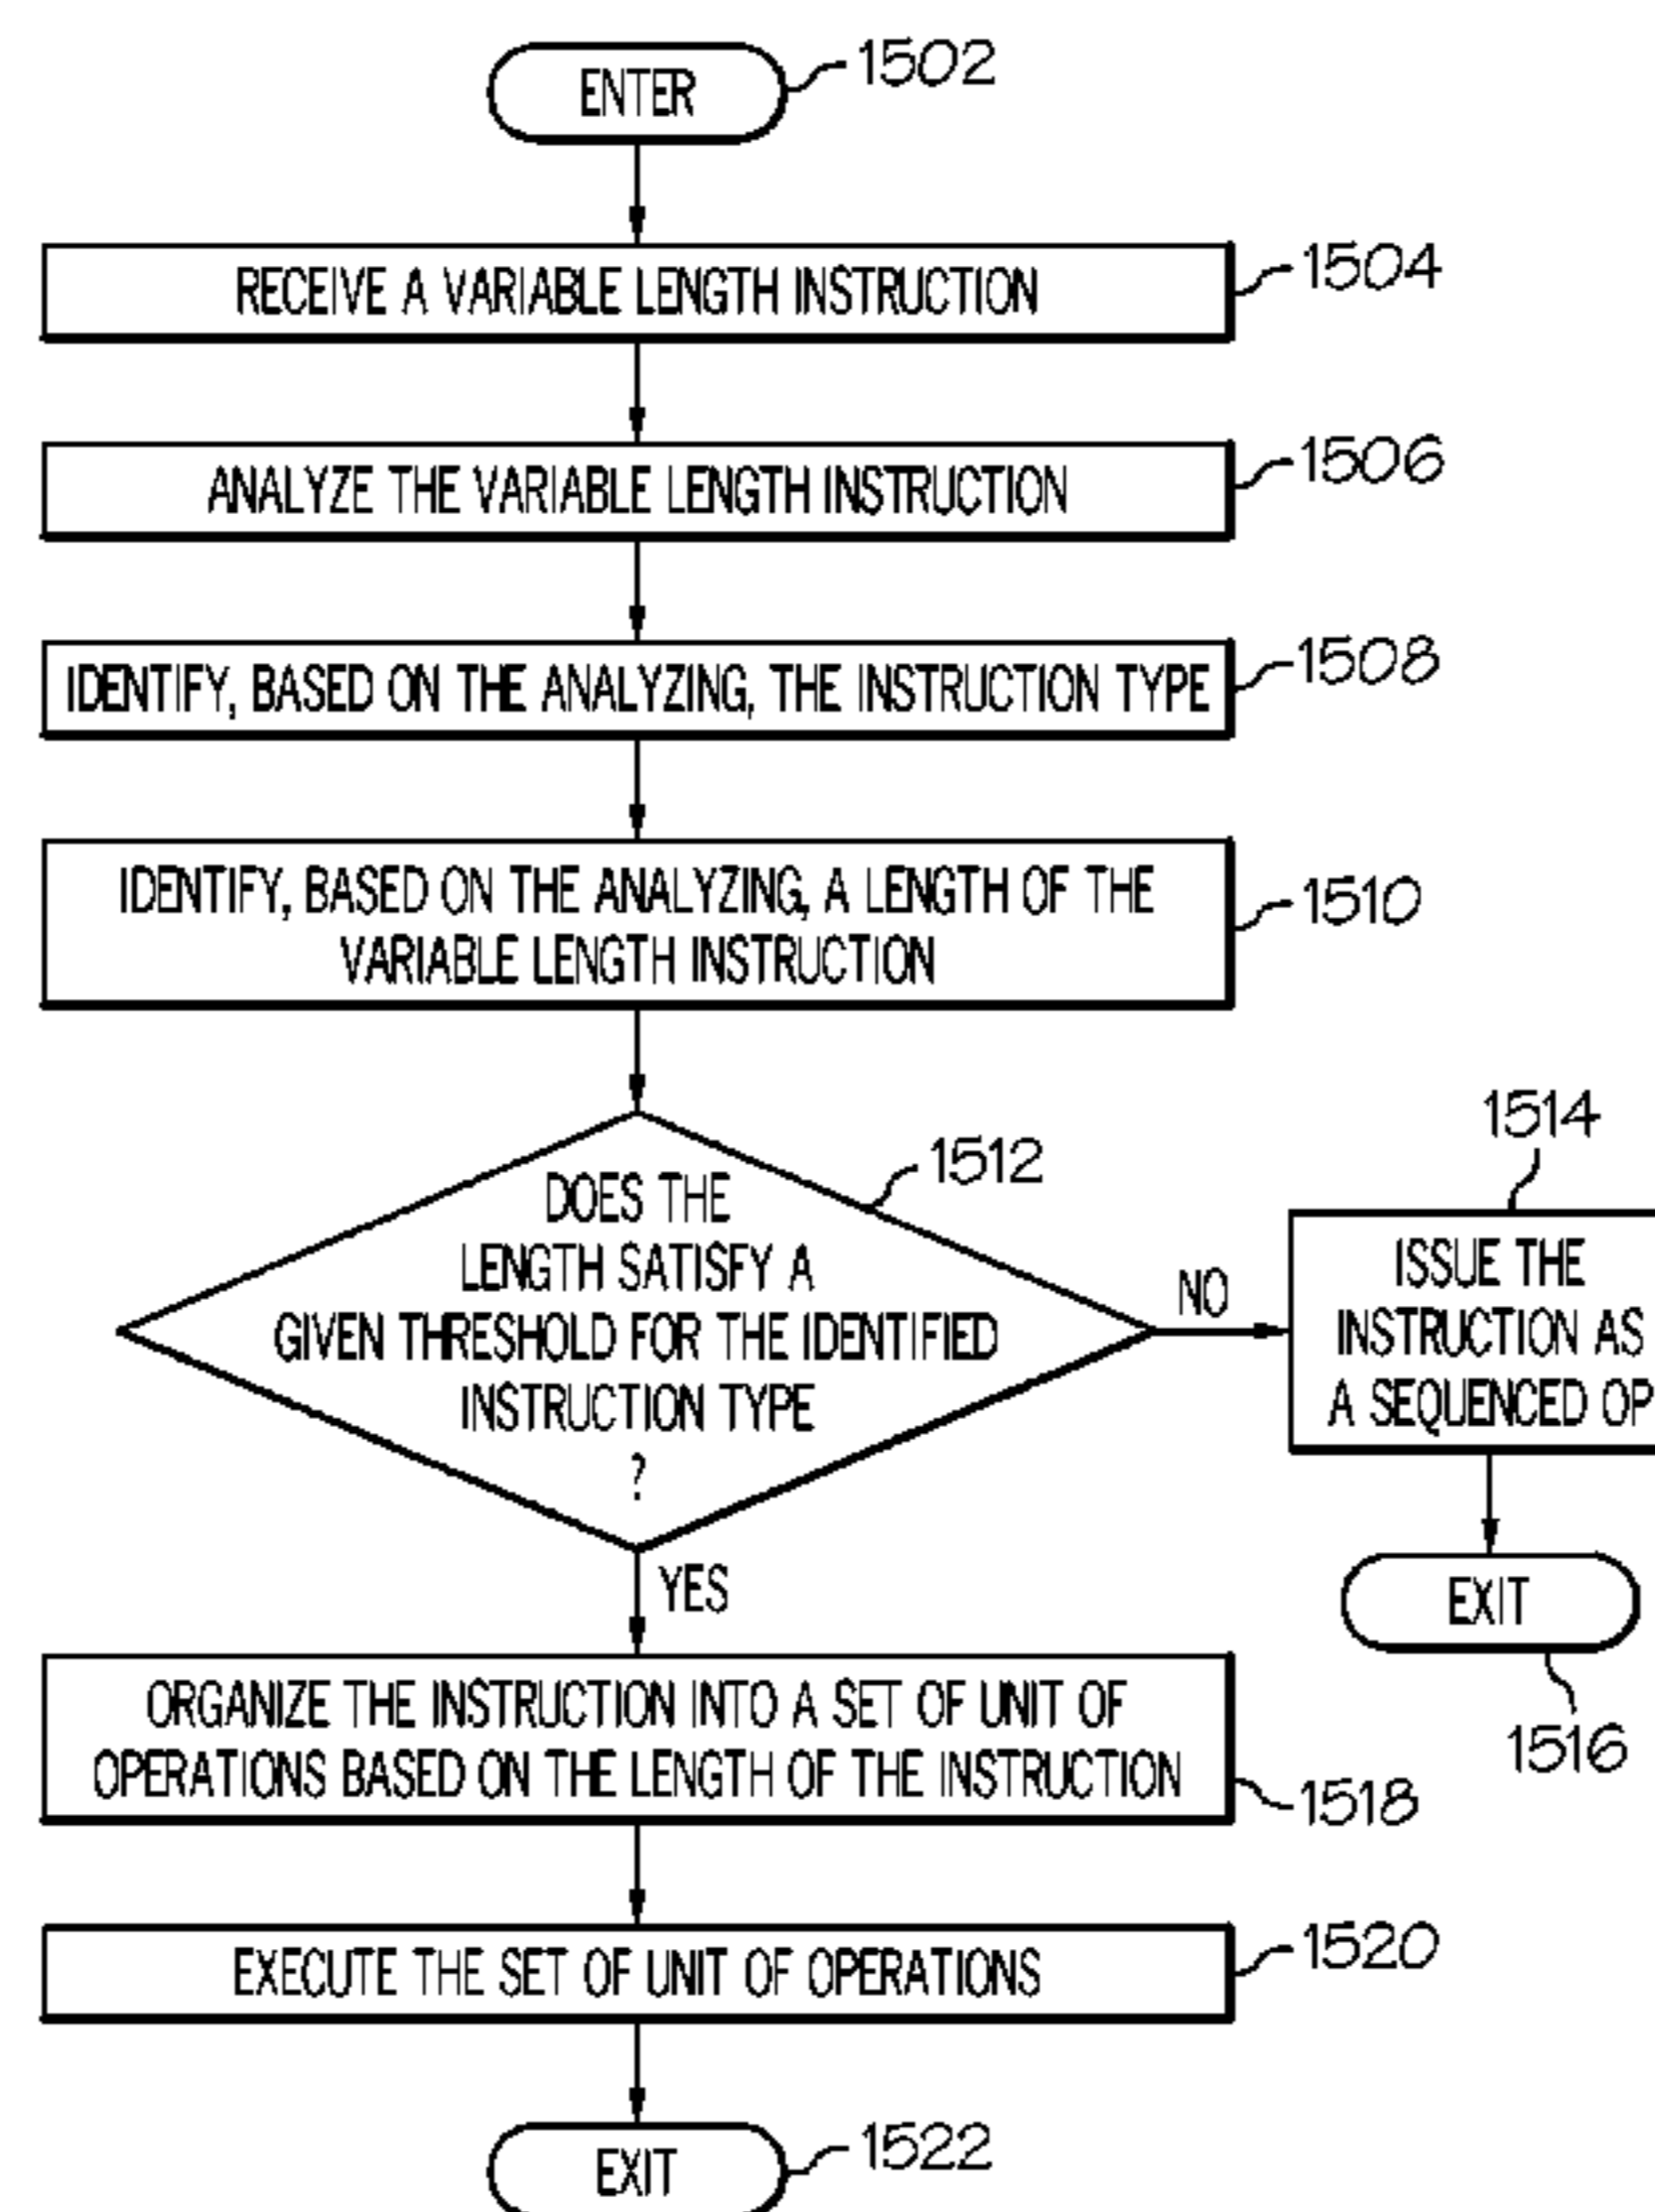 ENTER
1502
RECEIVE A VARIABLE LENGTH INSTRUCTION
1504
ANALYZE THE VARIABLE LENGTH INSTRUCTION
1506
IDENTIFY, BASED ON THE ANALYZING, THE INSTRUCTION TYPE
1508
IDENTIFY, BASED ON THE ANALYZING, A LENGTH OF THE
VARIABLE LENGTH INSTRUCTION
1510
DOES THE
LENGTH SATISFY A
GIVEN THRESHOLD FOR THE IDENTIFIED
INSTRUCTION TYPE
?
1512
NO
1514
ISSUE THE
INSTRUCTION AS
A SEQUENCED OP
EXIT
1516
YES
ORGANIZE THE INSTRUCTION INTO A SET OF UNIT OF
OPERATIONS BASED ON THE LENGTH OF THE INSTRUCTION
1518
EXECUTE THE SET OF UNIT OF OPERATIONS
1520
EXIT
1522